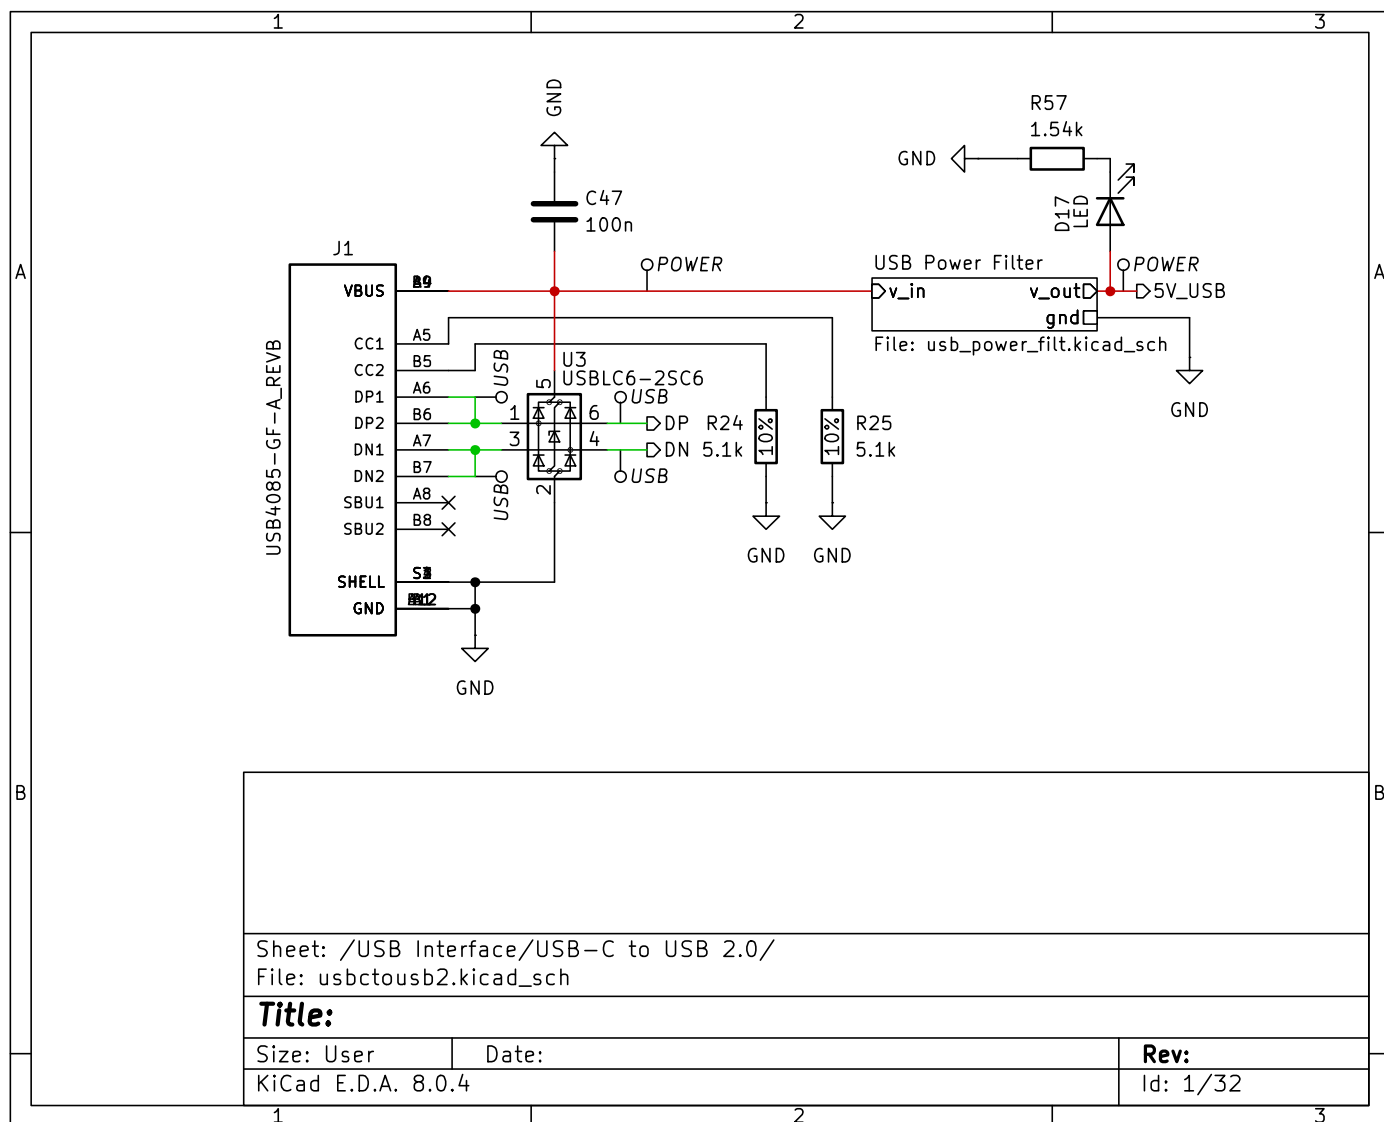 1 2 3
GND
R57
1.54k
GND
C47
100n
D17
LED
J1
A
A
POWER
USB Power Filter
POWER
VBUS
v_in
v_out
5V_USB
gnd
CC1 A5
File: usb_power_filt.kicad_sch
CC2 B5
U3
USBLC6-2SC6
USB4085-GF-A_REVB
DP1 A6
USB
5
USB
GND
DP2 B6
1
6
DP
R24
5.1k
10%
10%
R25
5.1k
DN1 A7
3
4
DN
DN2 B7
USB
2
USB
SBU1 A8
SBU2 B8
GND
GND
SHELL
GND
GND
B
B
Sheet: /USB Interface/USB-C to USB 2.0/
File: usbctousb2.kicad_sch
Title:
Size: User Date: Rev:
KiCad E.D.A. 8.0.4 Id: 1/32
1 2 3